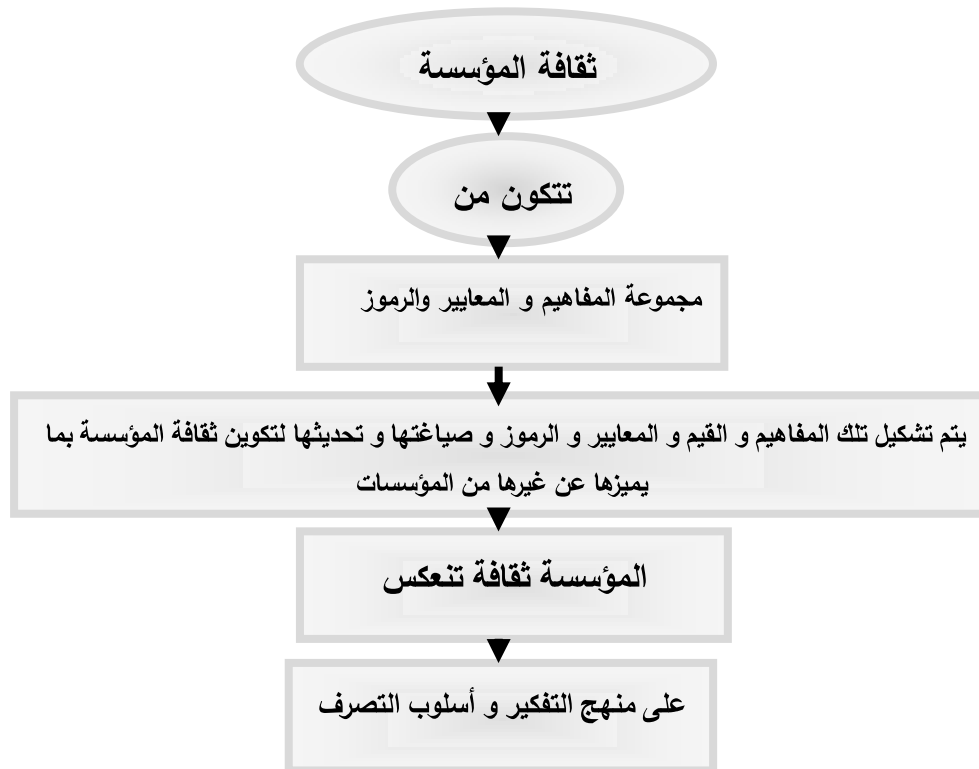 ثقافة المؤسسة
تتكون من
مجموعة المفاهيم و المعايير والرموز
يتم تشكيل تلك المفاهيم و القيم و المعايير و الرموز و صياغتها و تحديثها لتكوين ثقافة المؤسسة بما
يميزها عن غيرها من المؤسسات
المؤسسة ثقافة تنعكس
على منهج التفكير و أسلوب التصرف